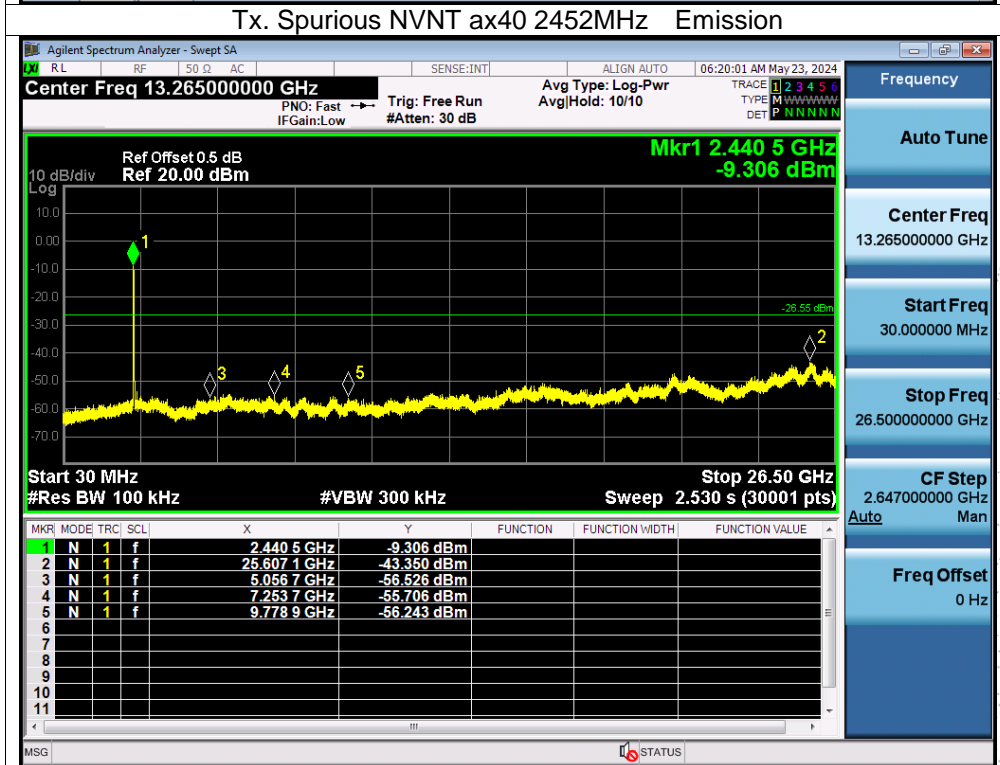 Tx. Spurious NVNT ax40 2452MHz Emission
Agilent Spectrum Analyzer - Swept SA
LXI RL RF 50 Ω AC SENSE:INT ALIGN AUTO 06:20:01 AM May 23, 2024
Center Freq 13.265000000 GHz
PNO: Fast
IFGain:Low
Trig: Free Run
#Atten: 30 dB
Avg Type: Log-Pwr
Avg|Hold: 10/10
TRACE 1 2 3 4 5 6
TYPE M WWWWW
DET P N N N N N
Frequency
Auto Tune
Mkr1 2.440 5 GHz
-9.306 dBm
Ref Offset 0.5 dB
10 dB/div Ref 20.00 dBm
Log
10.0
0.00
-10.0
-20.0
-30.0
-40.0
-50.0
-60.0
-70.0
1
-26.55 dBm
2
3
4
5
Start 30 MHz
Stop 26.50 GHz
#Res BW 100 kHz
#VBW 300 kHz
Sweep 2.530 s (30001 pts)
Center Freq
13.265000000 GHz
Start Freq
30.000000 MHz
Stop Freq
26.500000000 GHz
CF Step
2.647000000 GHz
Auto Man
Freq Offset
0 Hz
MKR MODE TRC SCL X Y FUNCTION FUNCTION WIDTH FUNCTION VALUE
1 N 1 f 2.440 5 GHz -9.306 dBm
2 N 1 f 25.607 1 GHz -43.350 dBm
3 N 1 f 5.056 7 GHz -56.526 dBm
4 N 1 f 7.253 7 GHz -55.706 dBm
5 N 1 f 9.778 9 GHz -56.243 dBm
6
7
8
9
10
11
MSG STATUS